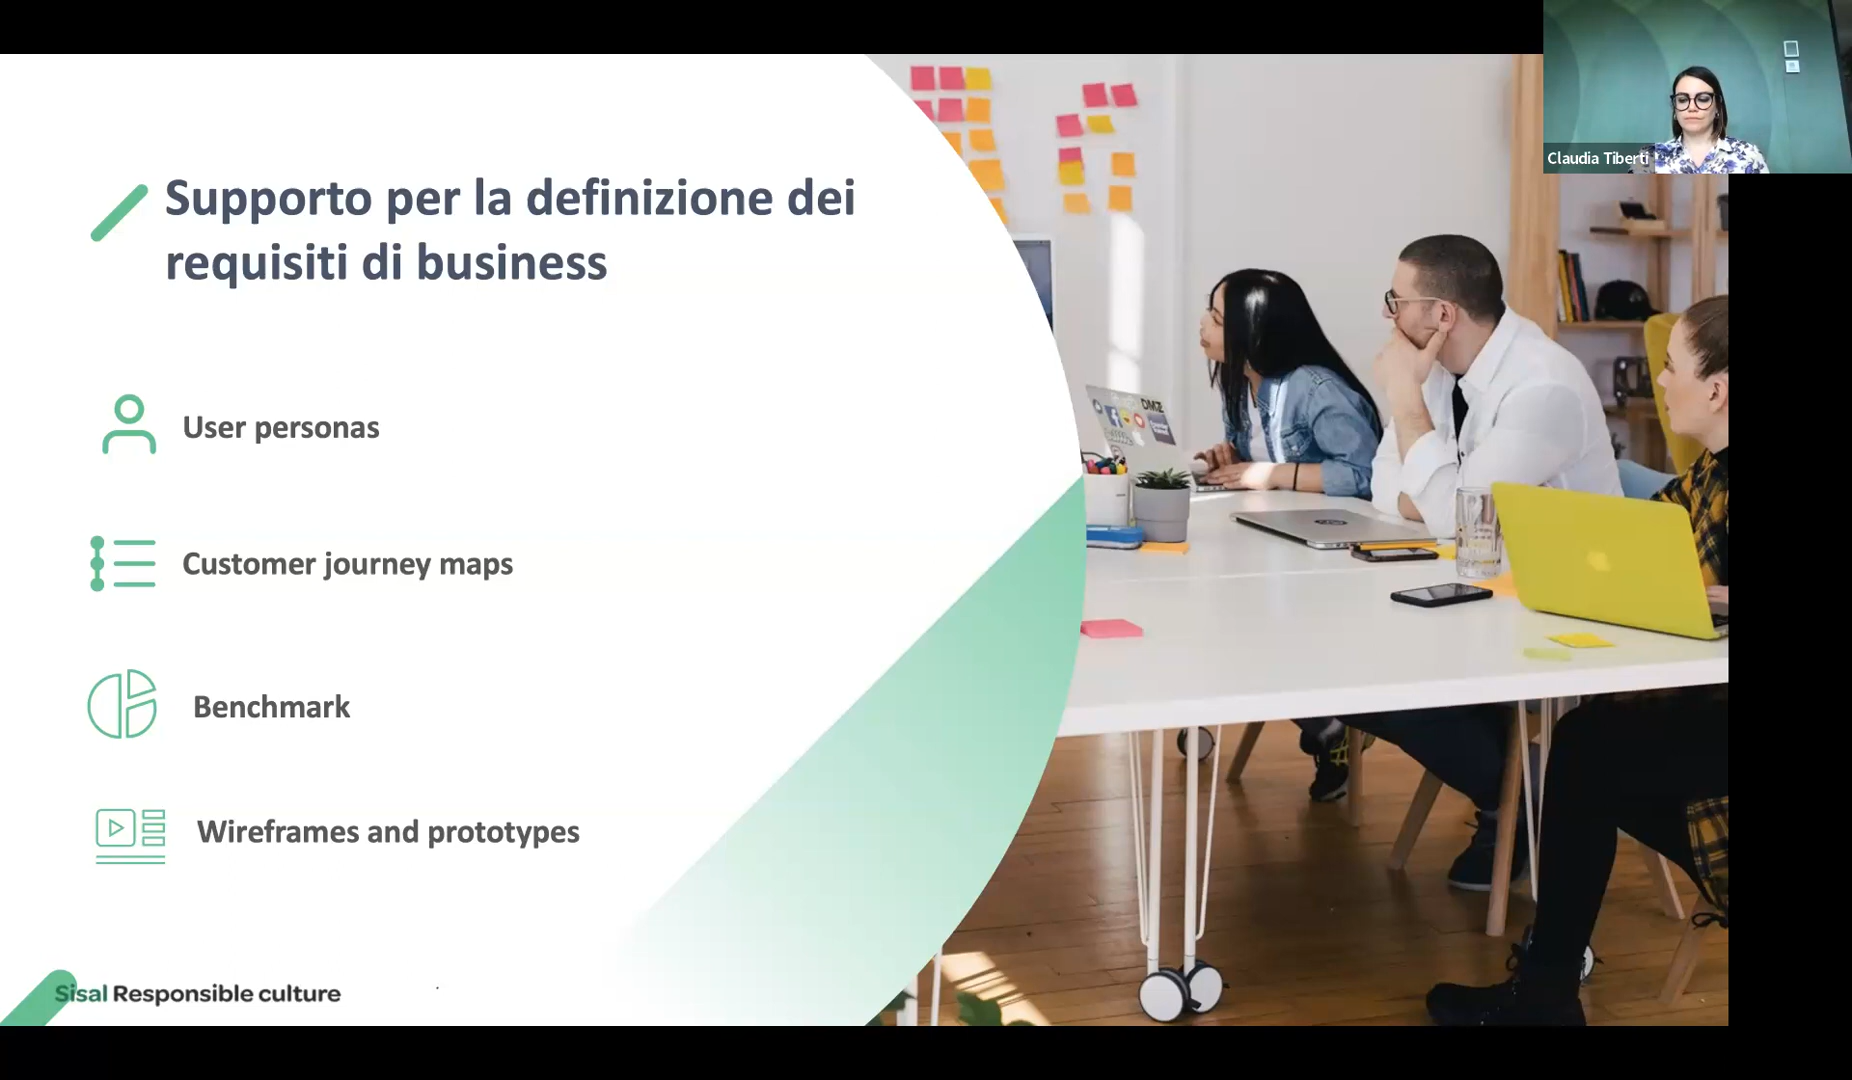 Claudia Tiberti
Supporto per la definizione dei
requisiti di business
User personas
Customer journey maps
Benchmark
Wireframes and prototypes
Sisal Responsible culture
DMZ